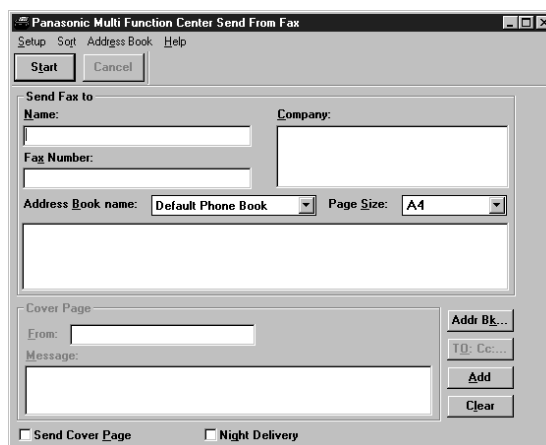 Panasonic Multi Function Center Send From Fax
Setup Sort Address Book Help
Start Cancel
Send Fax to
Name: Company:
Fax Number:
Address Book name: Default Phone Book Page Size: A4
Cover Page
From:
Message:
Addr Bk...
TO: Cc:...
Add
Clear
Send Cover Page Night Delivery